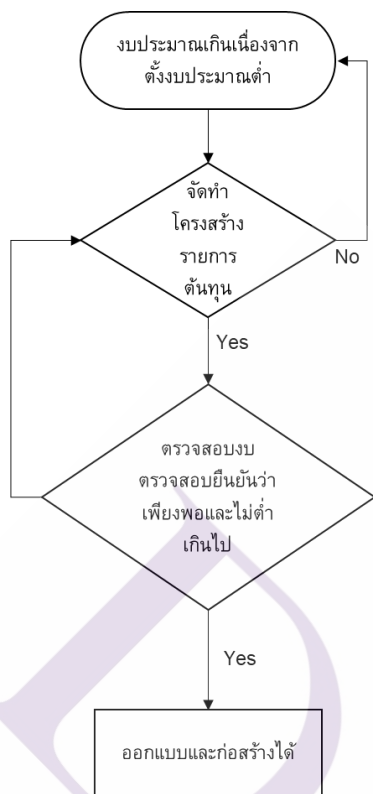 งบประมาณเกินเนื่องจาก
ตั้งงบประมาณต่ำ
จัดทำ
โครงสร้าง
รายการ
ต้นทุน
No
Yes
ตรวจสอบงบ
ตรวจสอบยืนยันว่า
เพียงพอและไม่ต่ำ
เกินไป
Yes
ออกแบบและก่อสร้างได้